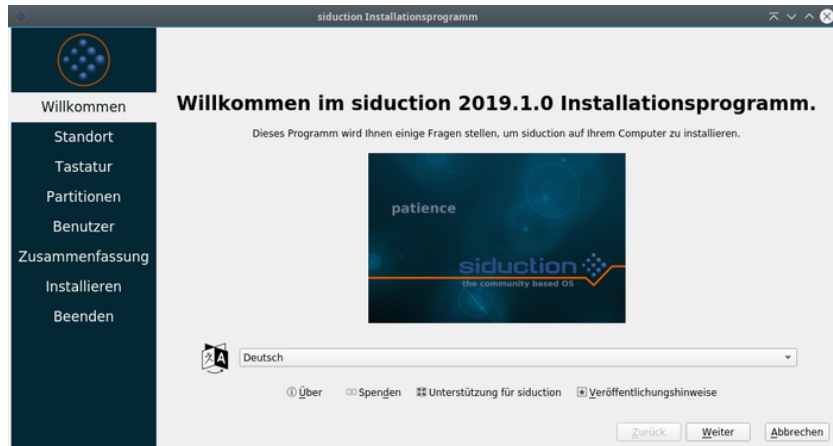 siduction Installationsprogramm
Willkommen
Standort
Tastatur
Partitionen
Benutzer
Zusammenfassung
Installieren
Beenden
Willkommen im siduction 2019.1.0 Installationsprogramm.
Dieses Programm wird Ihnen einige Fragen stellen, um siduction auf Ihrem Computer zu installieren.
patience
siduction
the community based OS
Deutsch
Über Spenden Unterstützung für siduction Veröffentlichungshinweise
Zurück Weiter Abbrechen